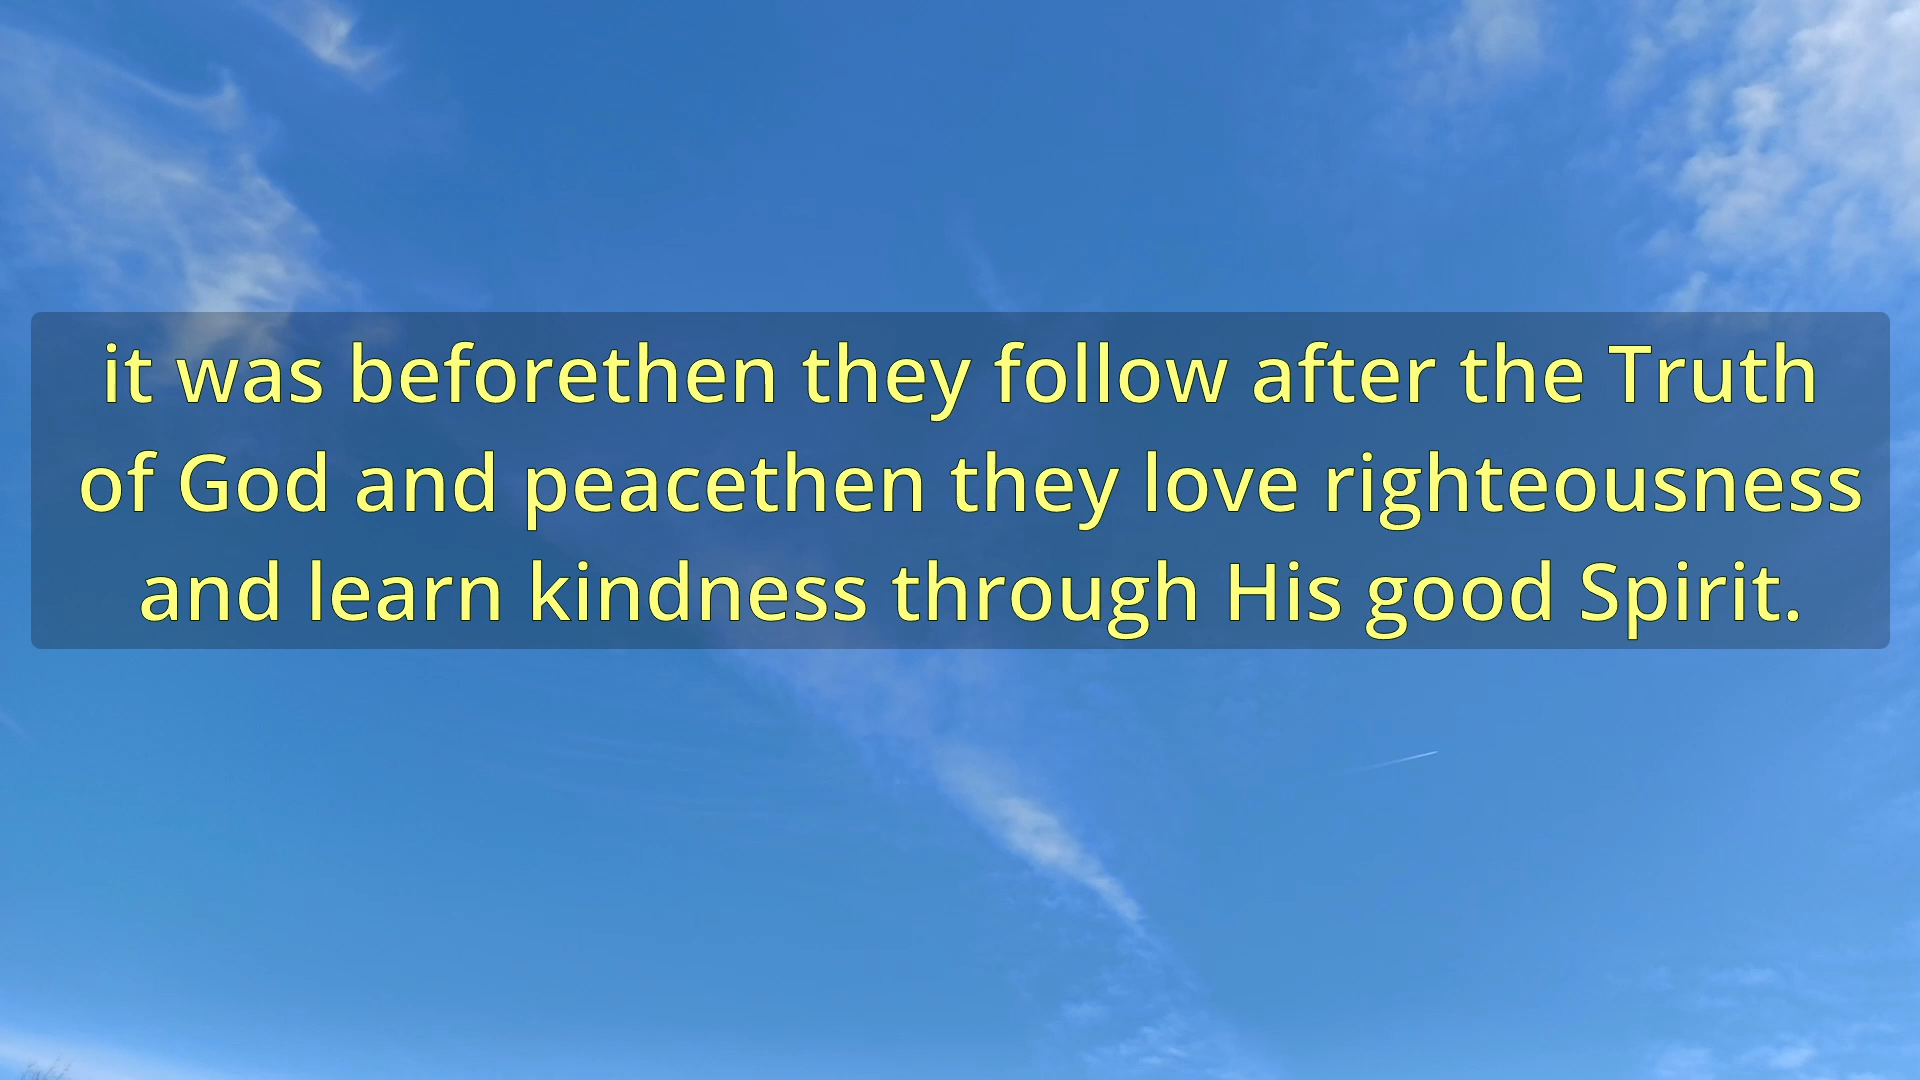 it was beforethen they follow after the Truth
of God and peacethen they love righteousness
and learn kindness through His good Spirit.